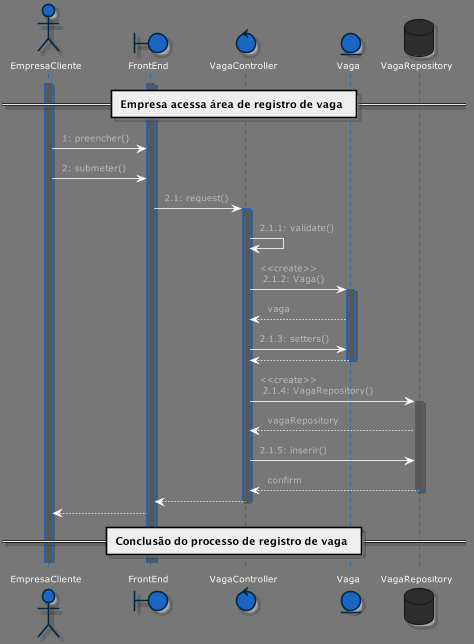 EmpresaCliente FrontEnd VagaController Vaga VagaRepository
Empresa acessa área de registro de vaga
1: preencher()
2: submeter()
2.1: request()
2.1.1: validate()
<<create>>
2.1.2: Vaga()
vaga
2.1.3: setters()
<<create>>
2.1.4: VagaRepository()
vagaRepository
2.1.5: inserir()
confirm
Conclusão do processo de registro de vaga
EmpresaCliente FrontEnd VagaController Vaga VagaRepository